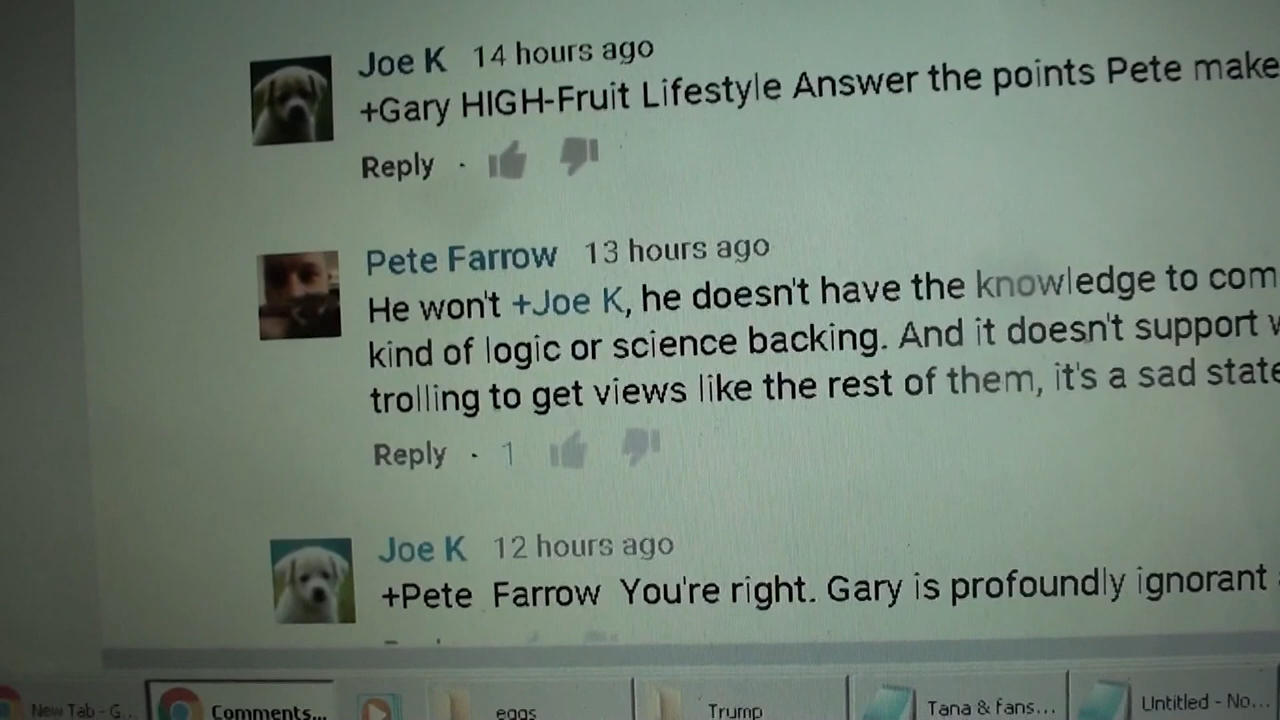 Joe K 14 hours ago
+Gary HIGH-Fruit Lifestyle Answer the points Pete make
Reply ·
Pete Farrow 13 hours ago
He won't +Joe K, he doesn't have the knowledge to com
kind of logic or science backing. And it doesn't support
trolling to get views like the rest of them, it's a sad state
Reply · 1
Joe K 12 hours ago
+Pete Farrow You're right. Gary is profoundly ignorant
New Tab - G... Comments... eggs Trump Tana & fans... Untitled - No...